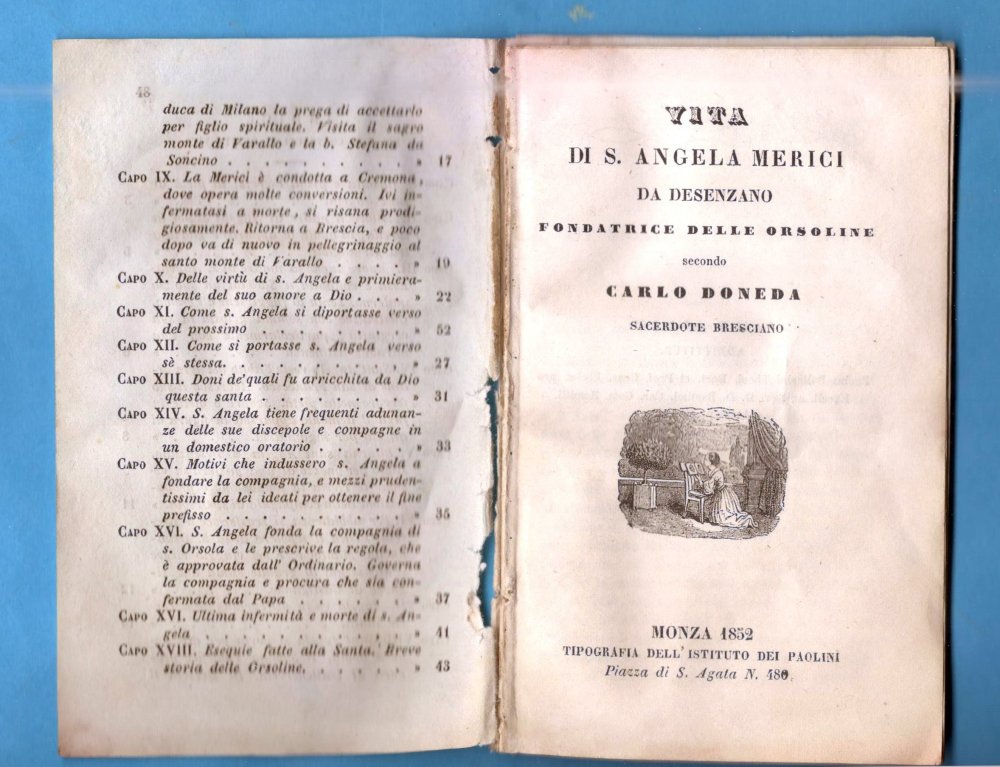 48
duca di Milano la prega di accettarlo
per figlio spirituale. Visita il sagro
monte di Varallo e la b. Stefana da
Soncino . . . . . . . . . . . » 17
CAPO IX. La Merici è condotta a Cremona,
dove opera molte conversioni. Ivi in-
fermatasi a morte, si risana prodi-
giosamente. Ritorna a Brescia, e poco
dopo va di nuovo in pellegrinaggio al
santo monte di Varallo . . . . » 19
CAPO X. Delle virtù di s. Angela e primiera-
mente del suo amore a Dio . . . » 22
CAPO XI. Come s. Angela si diportasse verso
del prossimo . . . . . . . . » 52
CAPO XII. Come si portasse s. Angela verso
sè stessa. . . . . . . . . . » 27
CAPO XIII. Doni de'quali fu arricchita da Dio
questa santa . . . . . . . . » 31
CAPO XIV. S. Angela tiene frequenti adunan-
ze delle sue discepole e compagne in
un domestico oratorio . . . . . » 33
CAPO XV. Motivi che indussero s. Angela a
fondare la compagnia, e mezzi pruden-
tissimi da lei ideati per ottenere il fine
prefisso . . . . . . . . . . » 35
CAPO XVI. S. Angela fonda la compagnia di
s. Orsola e le prescrive la regola, che
è approvata dall' Ordinario. Governa
la compagnia e procura che sia con-
fermata dal Papa . . . . . . » 37
CAPO XVI. Ultima infermità e morte di s. An-
gela . . . . . . . . . . . » 41
CAPO XVIII. Esequie fatte alla Santa. Breve
storia delle Orsoline. . . . . . » 43
VITA
DI S. ANGELA MERICI
DA DESENZANO
FONDATRICE DELLE ORSOLINE
secondo
CARLO DONEDA
SACERDOTE BRESCIANO
MONZA 1852
TIPOGRAFIA DELL'ISTITUTO DEI PAOLINI
Piazza di S. Agata N. 480.